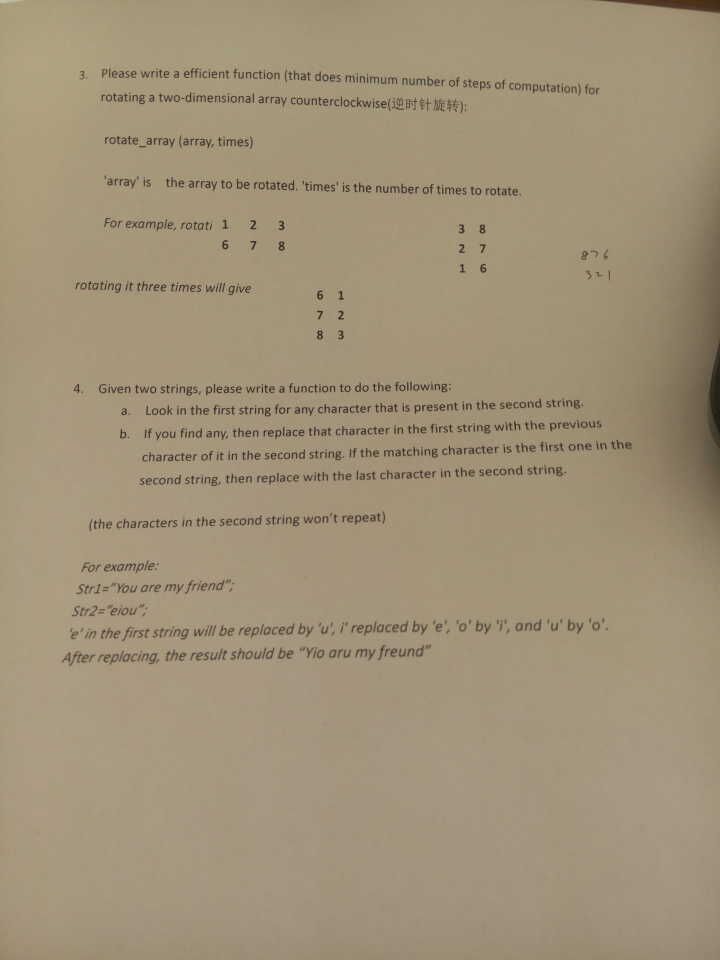 3. Please write a efficient function (that does minimum number of steps of computation) for
rotating a two-dimensional array counterclockwise(逆时针旋转):
rotate_array (array, times)
'array' is the array to be rotated. 'times' is the number of times to rotate.
For example, rotati 1 2 3 3 8
6 7 8 2 7 876
1 6 321
rotating it three times will give
6 1
7 2
8 3
4. Given two strings, please write a function to do the following:
a. Look in the first string for any character that is present in the second string.
b. If you find any, then replace that character in the first string with the previous
character of it in the second string. If the matching character is the first one in the
second string, then replace with the last character in the second string.
(the characters in the second string won't repeat)
For example:
Str1="You are my friend";
Str2="eiou";
'e' in the first string will be replaced by 'u', i' replaced by 'e', 'o' by 'i', and 'u' by 'o'.
After replacing, the result should be "Yio aru my freund"